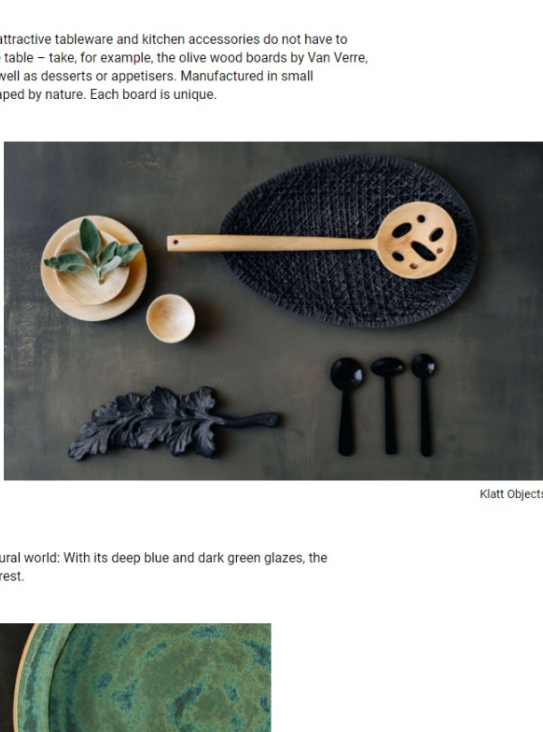 attractive tableware and kitchen accessories do not have to
table – take, for example, the olive wood boards by Van Verre,
well as desserts or appetisers. Manufactured in small
aped by nature. Each board is unique.
Klatt Objects
ural world: With its deep blue and dark green glazes, the
rest.